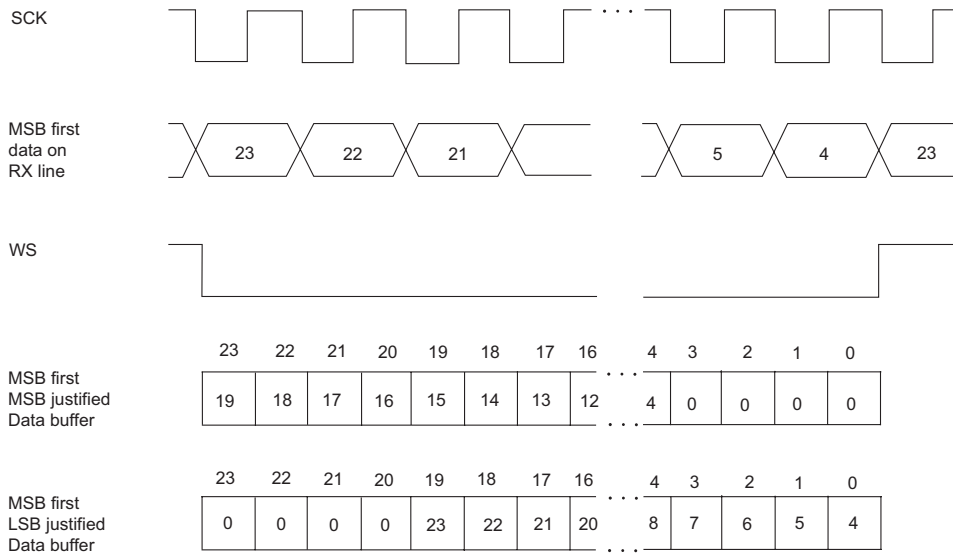 SCK
. . .
MSB first
data on
RX line
23 22 21 5 4 23
WS
23 22 21 20 19 18 17 16 4 3 2 1 0
MSB first
MSB justified
Data buffer
. . .
19 18 17 16 15 14 13 12 4 0 0 0 0
. . .
23 22 21 20 19 18 17 16 4 3 2 1 0
MSB first
LSB justified
Data buffer
. . .
0 0 0 0 23 22 21 20 8 7 6 5 4
. . .